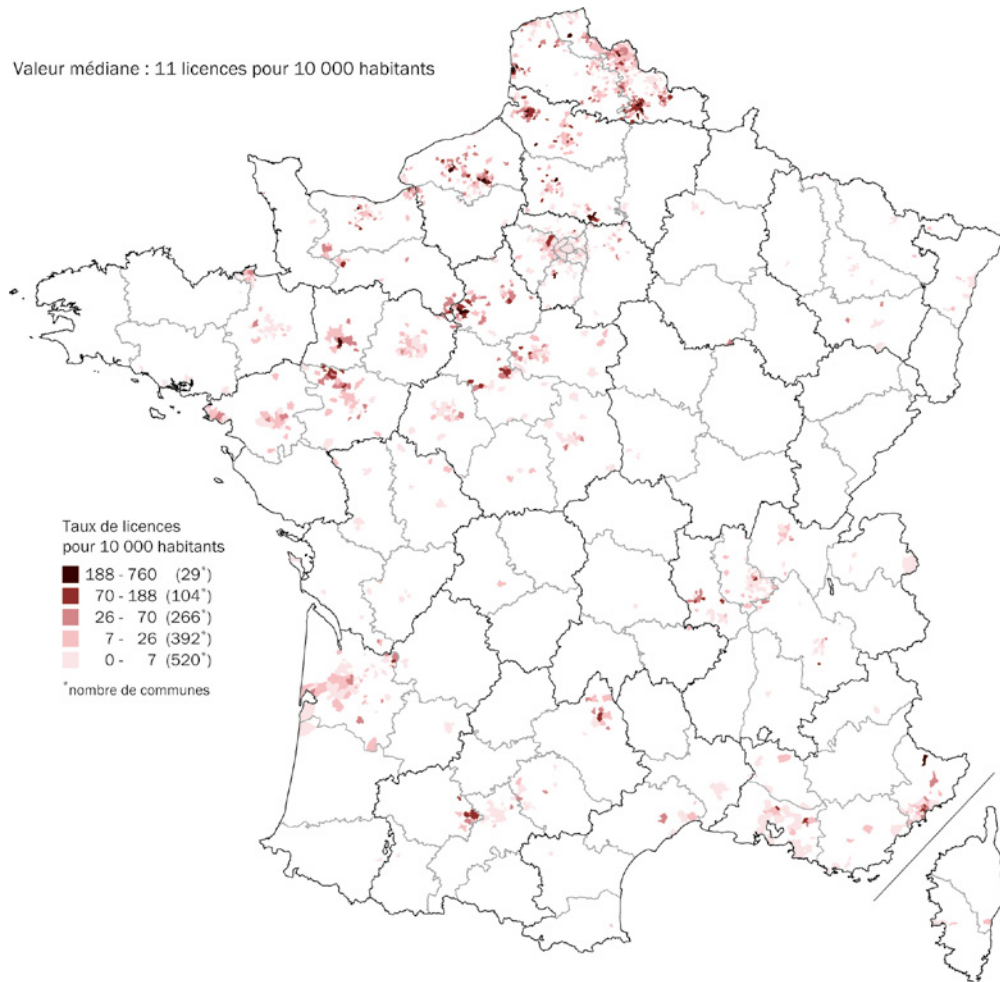 Valeur médiane : 11 licences pour 10 000 habitants
Taux de licences
pour 10 000 habitants
188 - 760 (29*)
70 - 188 (104*)
26 - 70 (266*)
7 - 26 (392*)
0 - 7 (520*)
*nombre de communes